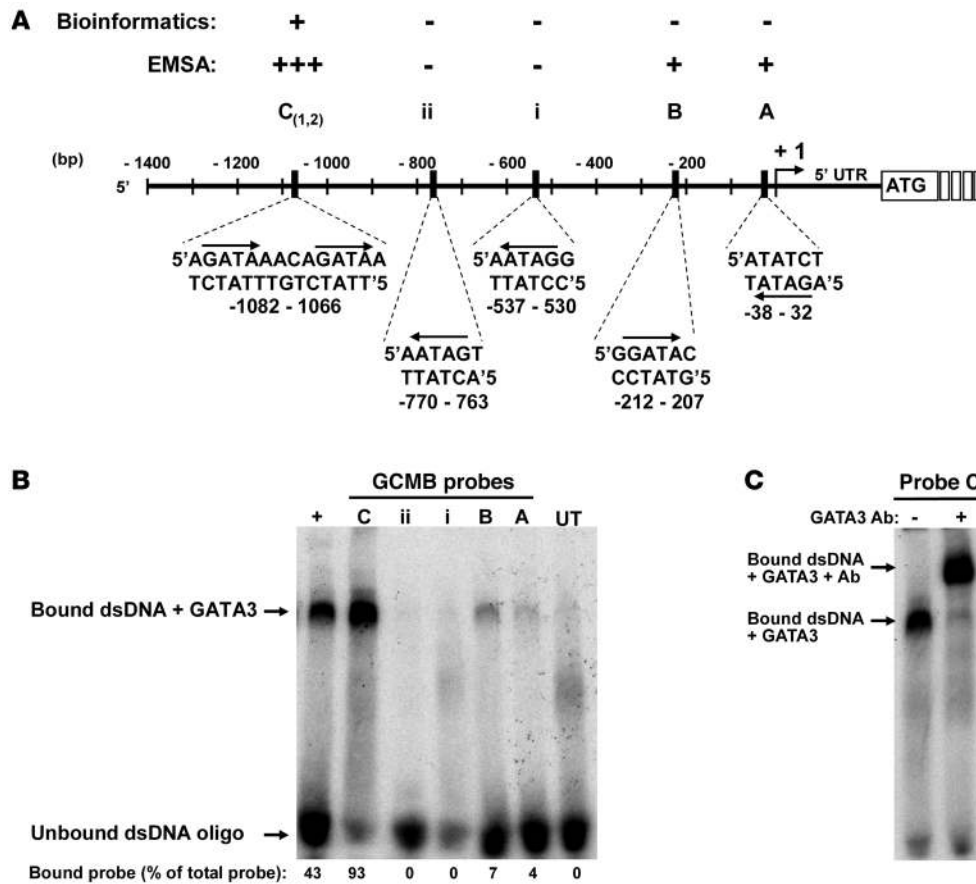 A
Bioinformatics: + - - - -
EMSA: +++ - - + +
C(1,2) ii i B A
+ 1
(bp) - 1400 - 1200 - 1000 - 800 - 600 - 400 - 200 5' UTR
5' ATG
5'AGATAAACAGATAA
TCTATTTGTCTATT'5
-1082 - 1066
5'AATAGG
TTATCC'5
-537 - 530
5'ATATCT
TATAGA'5
-38 - 32
5'AATAGT
TTATCA'5
-770 - 763
5'GGATAC
CCTATG'5
-212 - 207
B
GCMB probes
+ C ii i B A UT
Bound dsDNA + GATA3
Unbound dsDNA oligo
Bound probe (% of total probe): 43 93 0 0 7 4 0
C
Probe C
GATA3 Ab: - +
Bound dsDNA
+ GATA3 + Ab
Bound dsDNA
+ GATA3